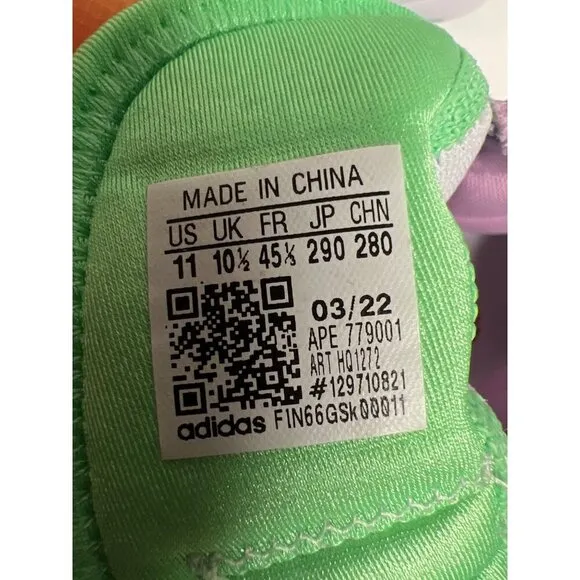 MADE IN CHINA
US UK FR JP CHN
11 10½ 45⅓ 290 280
03/22
APE 779001
ART HQ1272
#129710821
adidas FIN66GSk00011